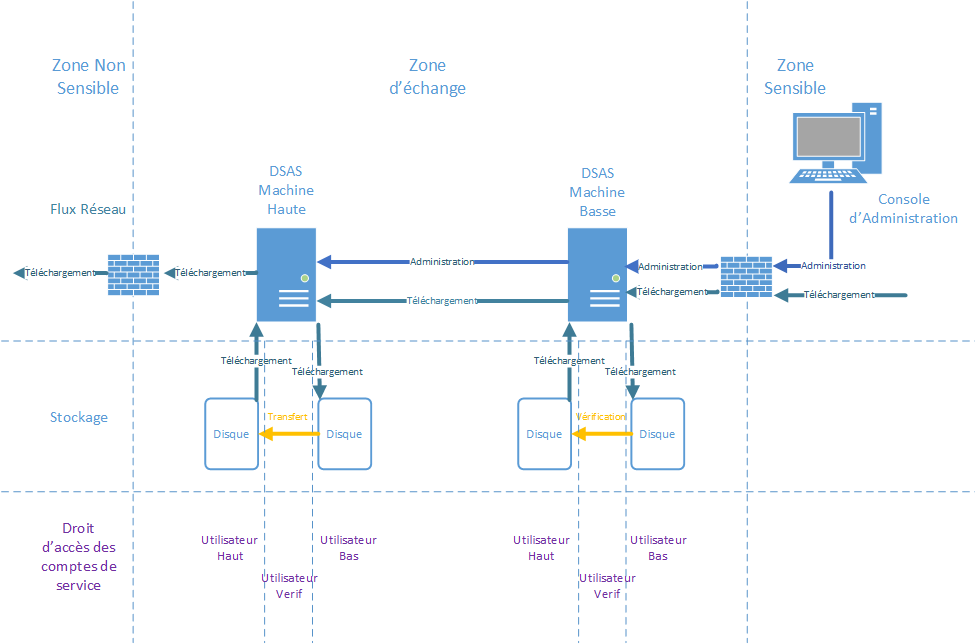 Zone Non
Sensible
Zone
d'échange
Zone
Sensible
DSAS
Machine
Haute
DSAS
Machine
Basse
Console
d'Administration
Flux Réseau
Administration
Administration
Administration
Téléchargement
Téléchargement
Téléchargement
Téléchargement
Téléchargement
Téléchargement
Téléchargement
Téléchargement
Téléchargement
Stockage
Transfert
Vérification
Disque
Disque
Disque
Disque
Droit
d'accès des
comptes de
service
Utilisateur
Haut
Utilisateur
Verif
Utilisateur
Bas
Utilisateur
Haut
Utilisateur
Verif
Utilisateur
Bas